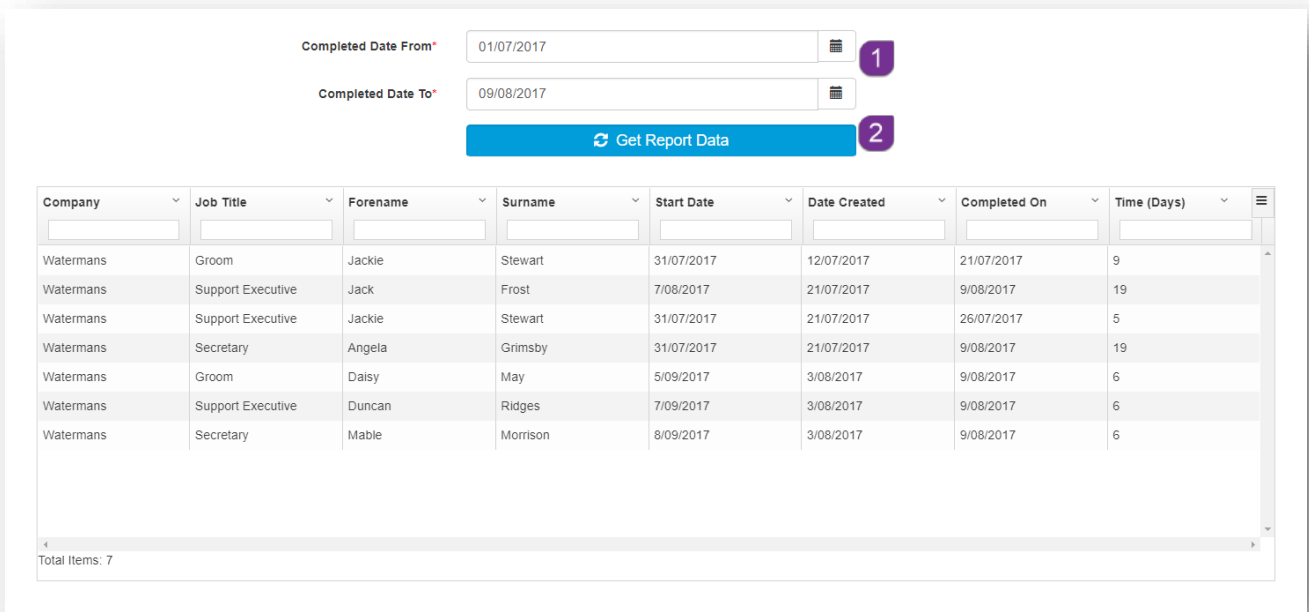 Completed Date From* 01/07/2017
1
Completed Date To* 09/08/2017
Get Report Data 2
Company Job Title Forename Surname Start Date Date Created Completed On Time (Days)
Watermans Groom Jackie Stewart 31/07/2017 12/07/2017 21/07/2017 9
Watermans Support Executive Jack Frost 7/08/2017 21/07/2017 9/08/2017 19
Watermans Support Executive Jackie Stewart 31/07/2017 21/07/2017 26/07/2017 5
Watermans Secretary Angela Grimsby 31/07/2017 21/07/2017 9/08/2017 19
Watermans Groom Daisy May 5/09/2017 3/08/2017 9/08/2017 6
Watermans Support Executive Duncan Ridges 7/09/2017 3/08/2017 9/08/2017 6
Watermans Secretary Mable Morrison 8/09/2017 3/08/2017 9/08/2017 6
Total Items: 7